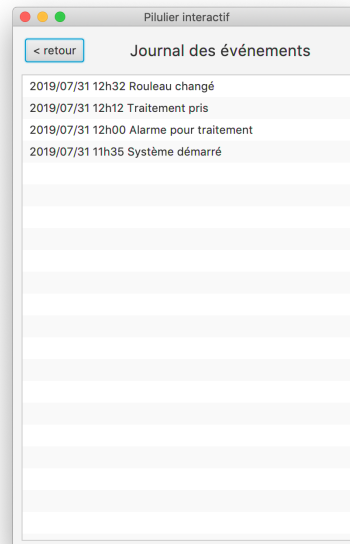 Pilulier interactif
< retour
Journal des événements
2019/07/31 12h32 Rouleau changé
2019/07/31 12h12 Traitement pris
2019/07/31 12h00 Alarme pour traitement
2019/07/31 11h35 Système démarré